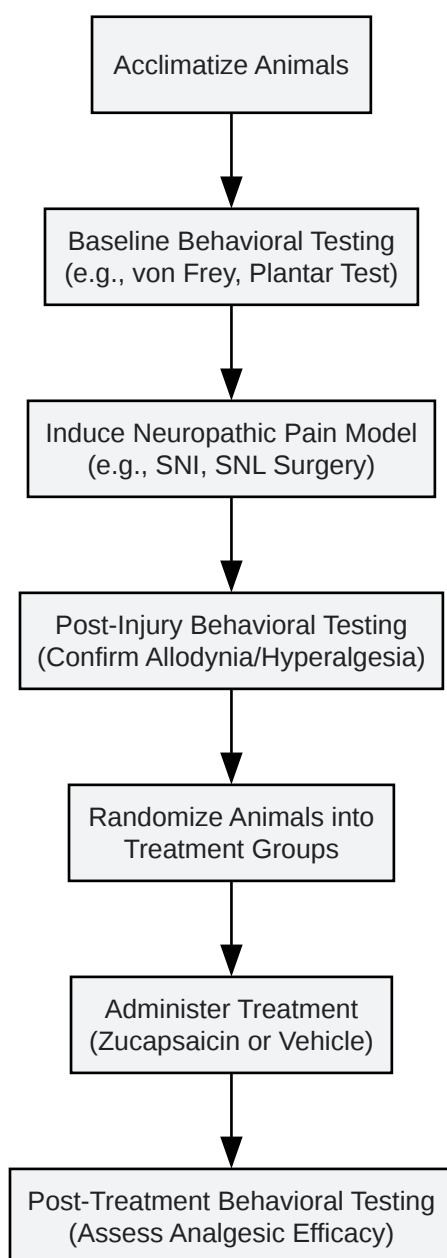 Acclimatize Animals
Baseline Behavioral Testing
(e.g., von Frey, Plantar Test)
Induce Neuropathic Pain Model
(e.g., SNI, SNL Surgery)
Post-Injury Behavioral Testing
(Confirm Allodynia/Hyperalgesia)
Randomize Animals into
Treatment Groups
Administer Treatment
(Zucapsaicin or Vehicle)
Post-Treatment Behavioral Testing
(Assess Analgesic Efficacy)